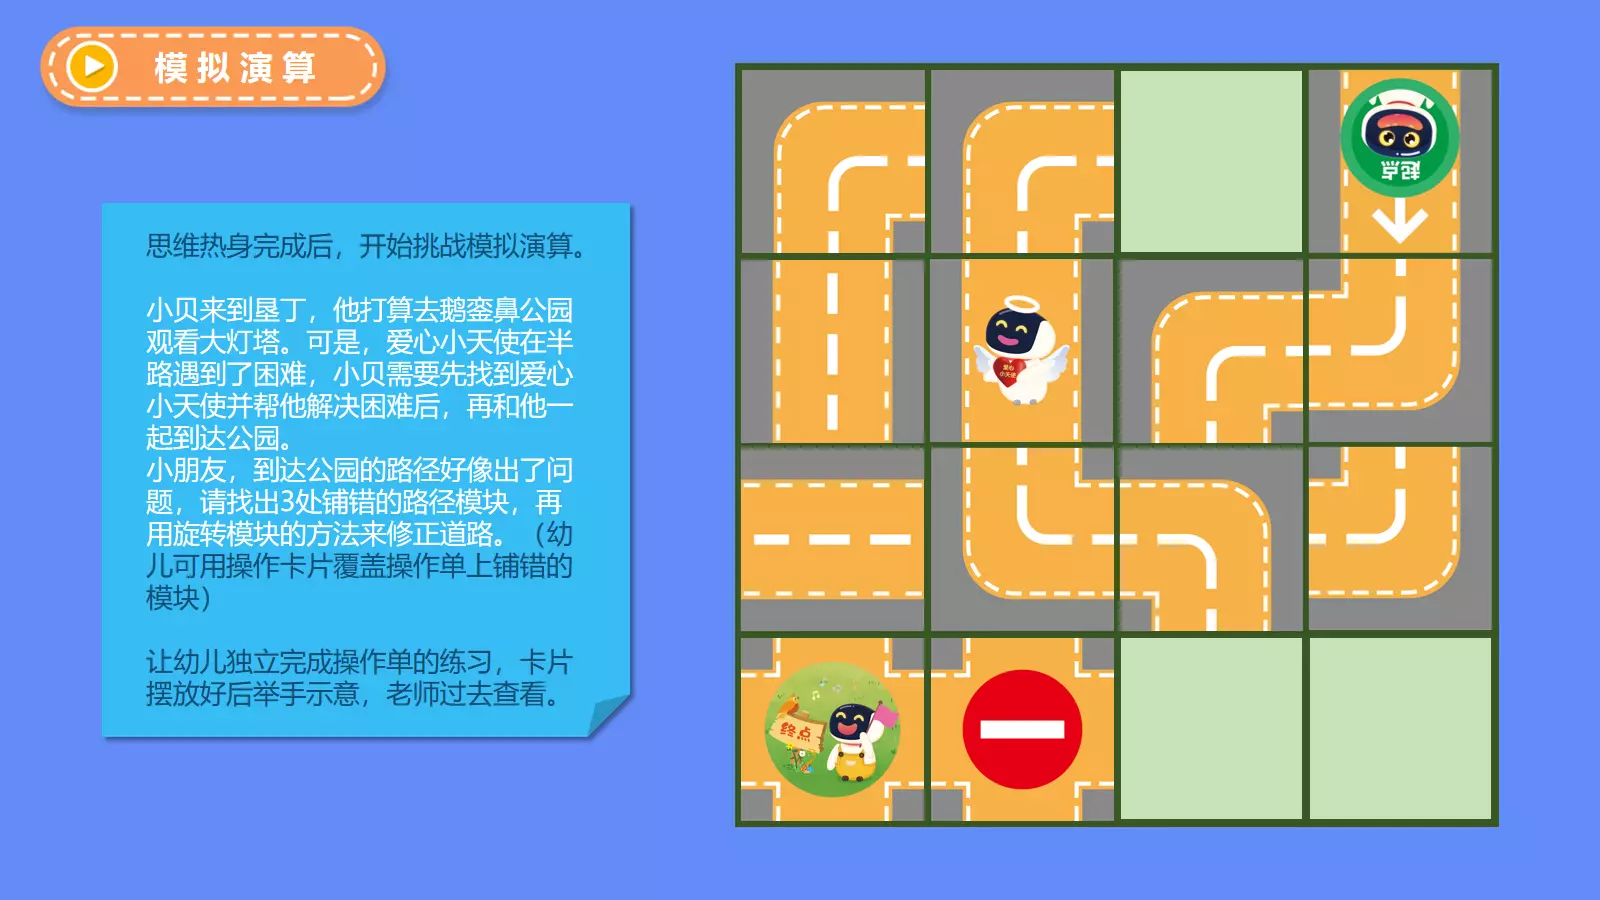 模拟演算
思维热身完成后，开始挑战模拟演算。
小贝来到垦丁，他打算去鹅銮鼻公园
观看大灯塔。可是，爱心小天使在半
路遇到了困难，小贝需要先找到爱心
小天使并帮他解决困难后，再和他一
起到达公园。
小朋友，到达公园的路径好像出了问
题，请找出3处铺错的路径模块，再
用旋转模块的方法来修正道路。（幼
儿可用操作卡片覆盖操作单上铺错的
模块）
让幼儿独立完成操作单的练习，卡片
摆放好后举手示意，老师过去查看。
起点
爱心
小天使
终点